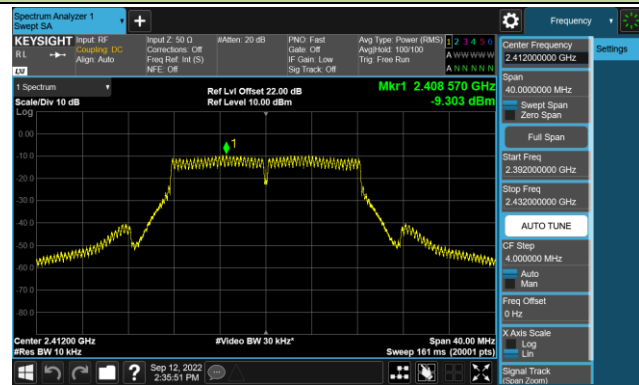 Spectrum Analyzer 1
Swept SA
+
Frequency
KEYSIGHT
RL
Input: RF
Coupling: DC
Align: Auto
Input Z: 50 Ω
Corrections: Off
Freq Ref: Int (S)
NFE: Off
#Atten: 20 dB
PNO: Fast
Gate: Off
IF Gain: Low
Sig Track: Off
Avg Type: Power (RMS)
Avg|Hold: 100/100
Trig: Free Run
1 2 3 4 5 6
A W W W W W
A N N N N N
LXI
1 Spectrum
Scale/Div 10 dB
Log
Ref Lvl Offset 22.00 dB
Ref Level 10.00 dBm
Mkr1 2.408 570 GHz
-9.303 dBm
1
0.00
-10.0
-20.0
-30.0
-40.0
-50.0
-60.0
-70.0
-80.0
Center 2.41200 GHz
#Res BW 10 kHz
#Video BW 30 kHz*
Span 40.00 MHz
Sweep 161 ms (20001 pts)
?
Sep 12, 2022
2:35:51 PM
Settings
Center Frequency
2.412000000 GHz
Span
40.0000000 MHz
Swept Span
Zero Span
Full Span
Start Freq
2.392000000 GHz
Stop Freq
2.432000000 GHz
AUTO TUNE
CF Step
4.000000 MHz
Auto
Man
Freq Offset
0 Hz
X Axis Scale
Log
Lin
Signal Track
(Span Zoom)